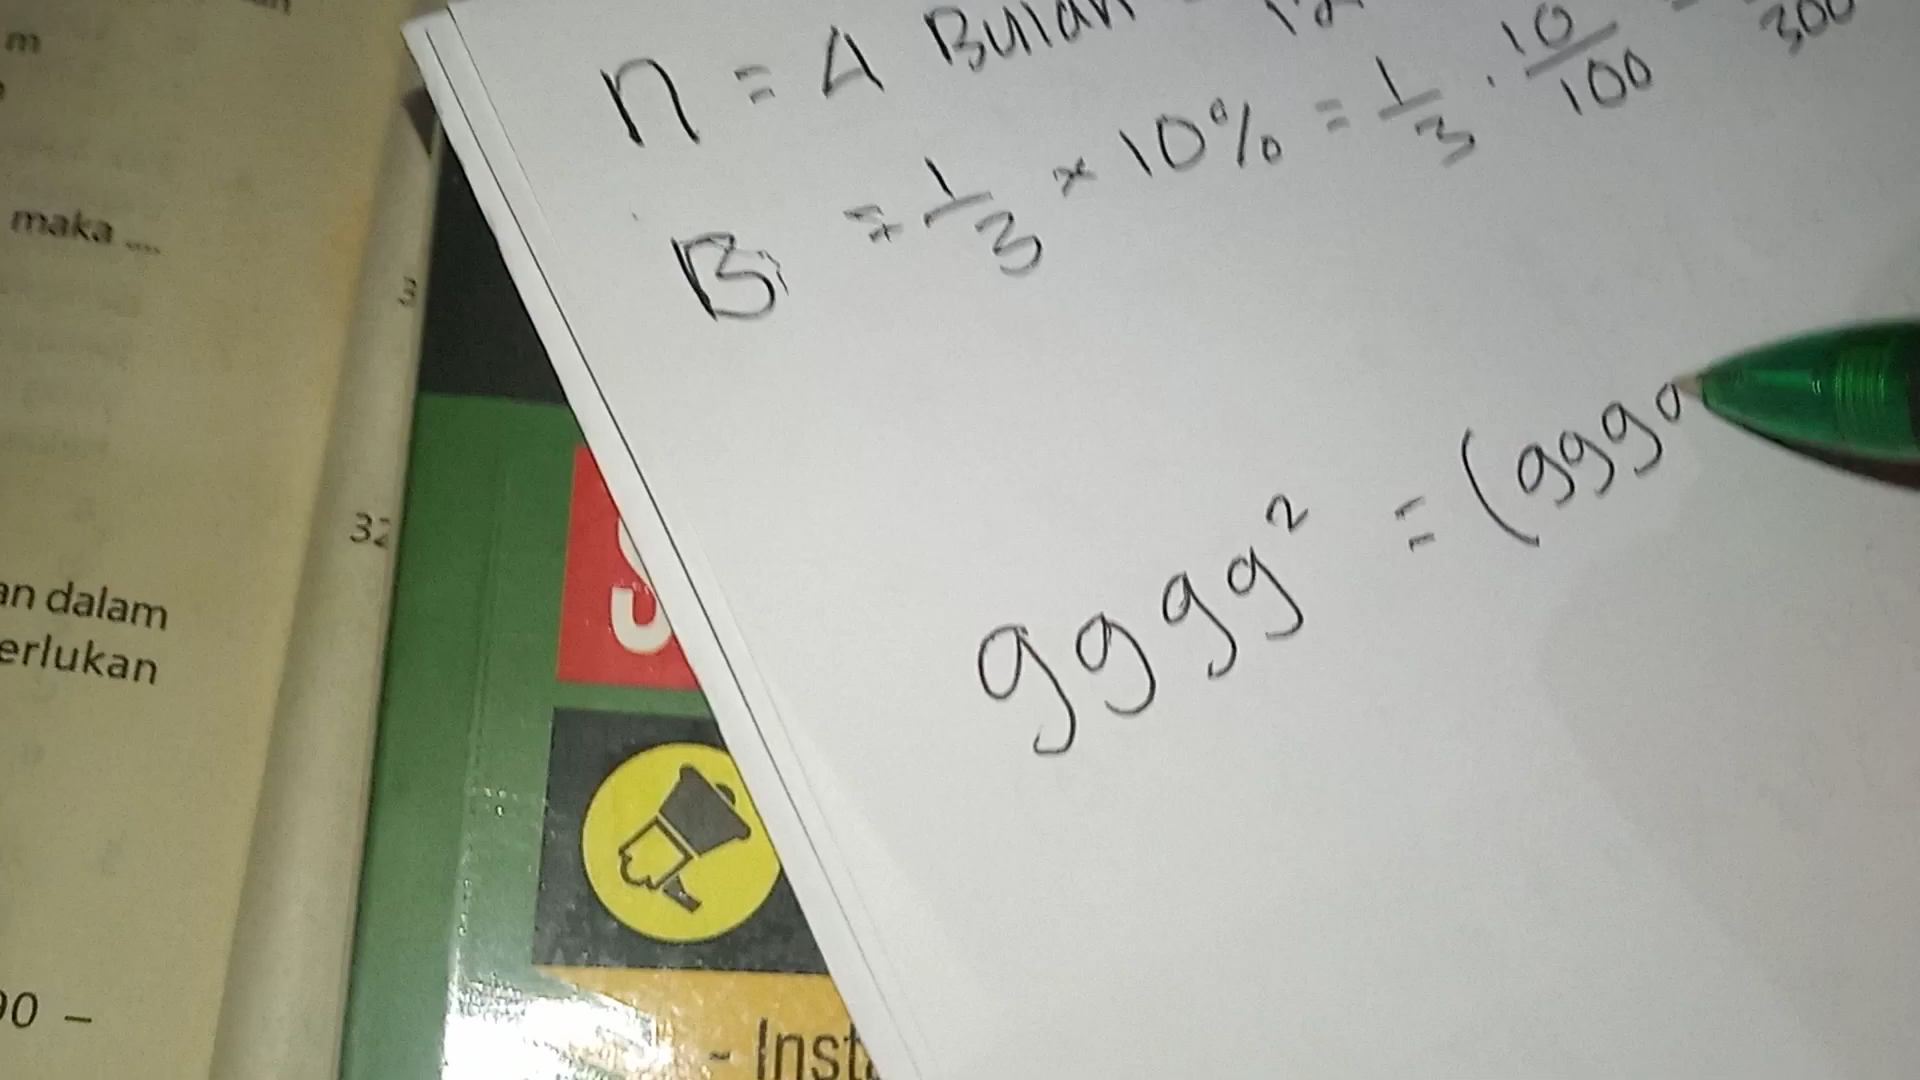 m
maka ....
3
32
an dalam
erlukan
00 –
n = 4 Bulan
B = 1/3 × 10% = 1/3 . 10/100
300
9999² = (999
S
- Inst